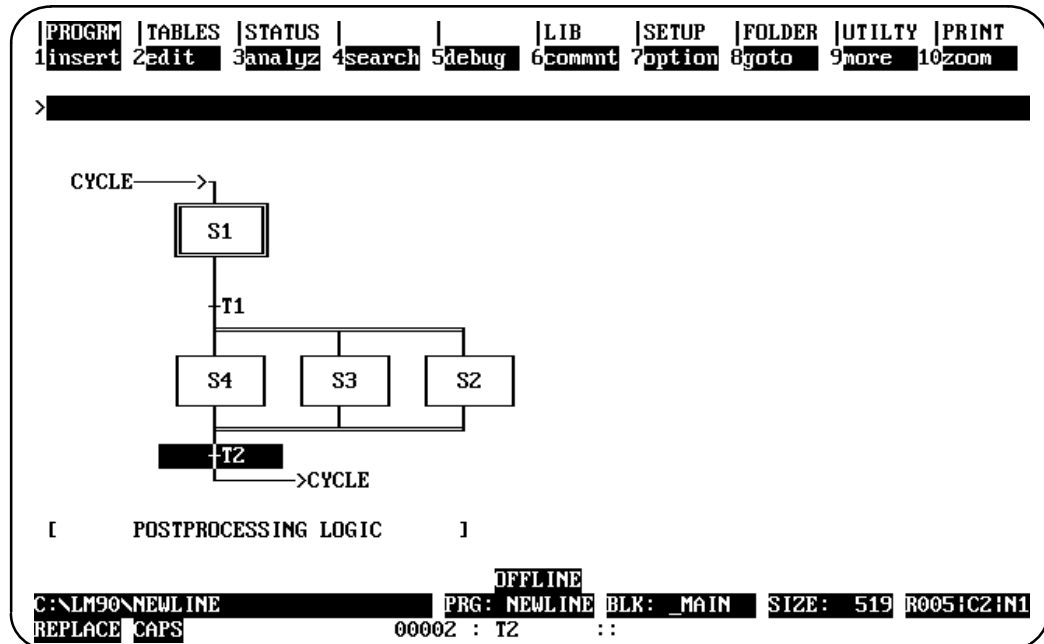 |PROGRM |TABLES |STATUS | | |LIB |SETUP |FOLDER |UTILTY |PRINT
1insert 2edit 3analyz 4search 5debug 6commnt 7option 8goto 9more 10zoom
>
CYCLE
S1
T1
S4 S3 S2
T2
>CYCLE
[ POSTPROCESSING LOGIC ]
OFFLINE
C:\LM90\NEWLINE PRG: NEWLINE BLK: _MAIN SIZE: 519 R005|C2|N1
REPLACE CAPS 00002 : T2 ::